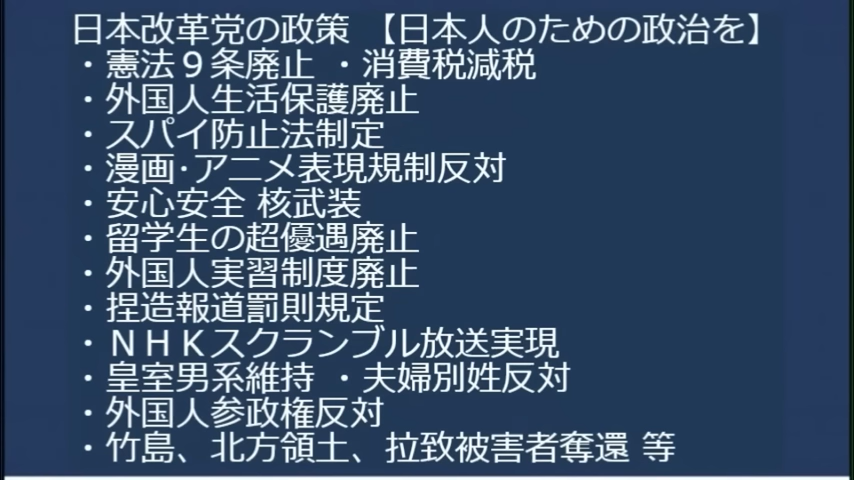 日本改革党の政策 【日本人のための政治を】
・憲法９条廃止 ・消費税減税
・外国人生活保護廃止
・スパイ防止法制定
・漫画･アニメ表現規制反対
・安心安全 核武装
・留学生の超優遇廃止
・外国人実習制度廃止
・捏造報道罰則規定
・ＮＨＫスクランブル放送実現
・皇室男系維持 ・夫婦別姓反対
・外国人参政権反対
・竹島、北方領土、拉致被害者奪還 等